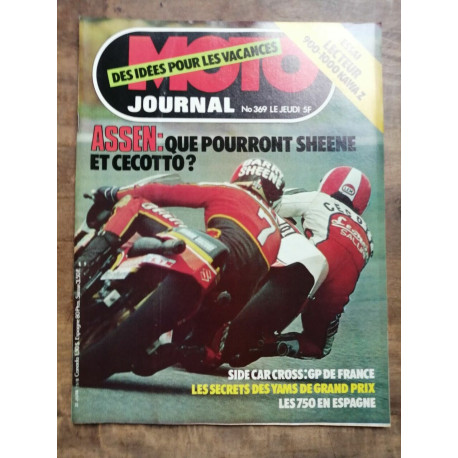 MOTO
DES IDÉES POUR LES VACANCES
JOURNAL No 369 LE JEUDI 5F
ESSAI
LECTEUR
900-1000 KAWA Z
ASSEN: QUE POURRONT SHEENE
ET CECOTTO?
BARRY
SHEENE
7
SIDE CAR CROSS: GP DE FRANCE
LES SECRETS DES YAMS DE GRAND PRIX
LES 750 EN ESPAGNE